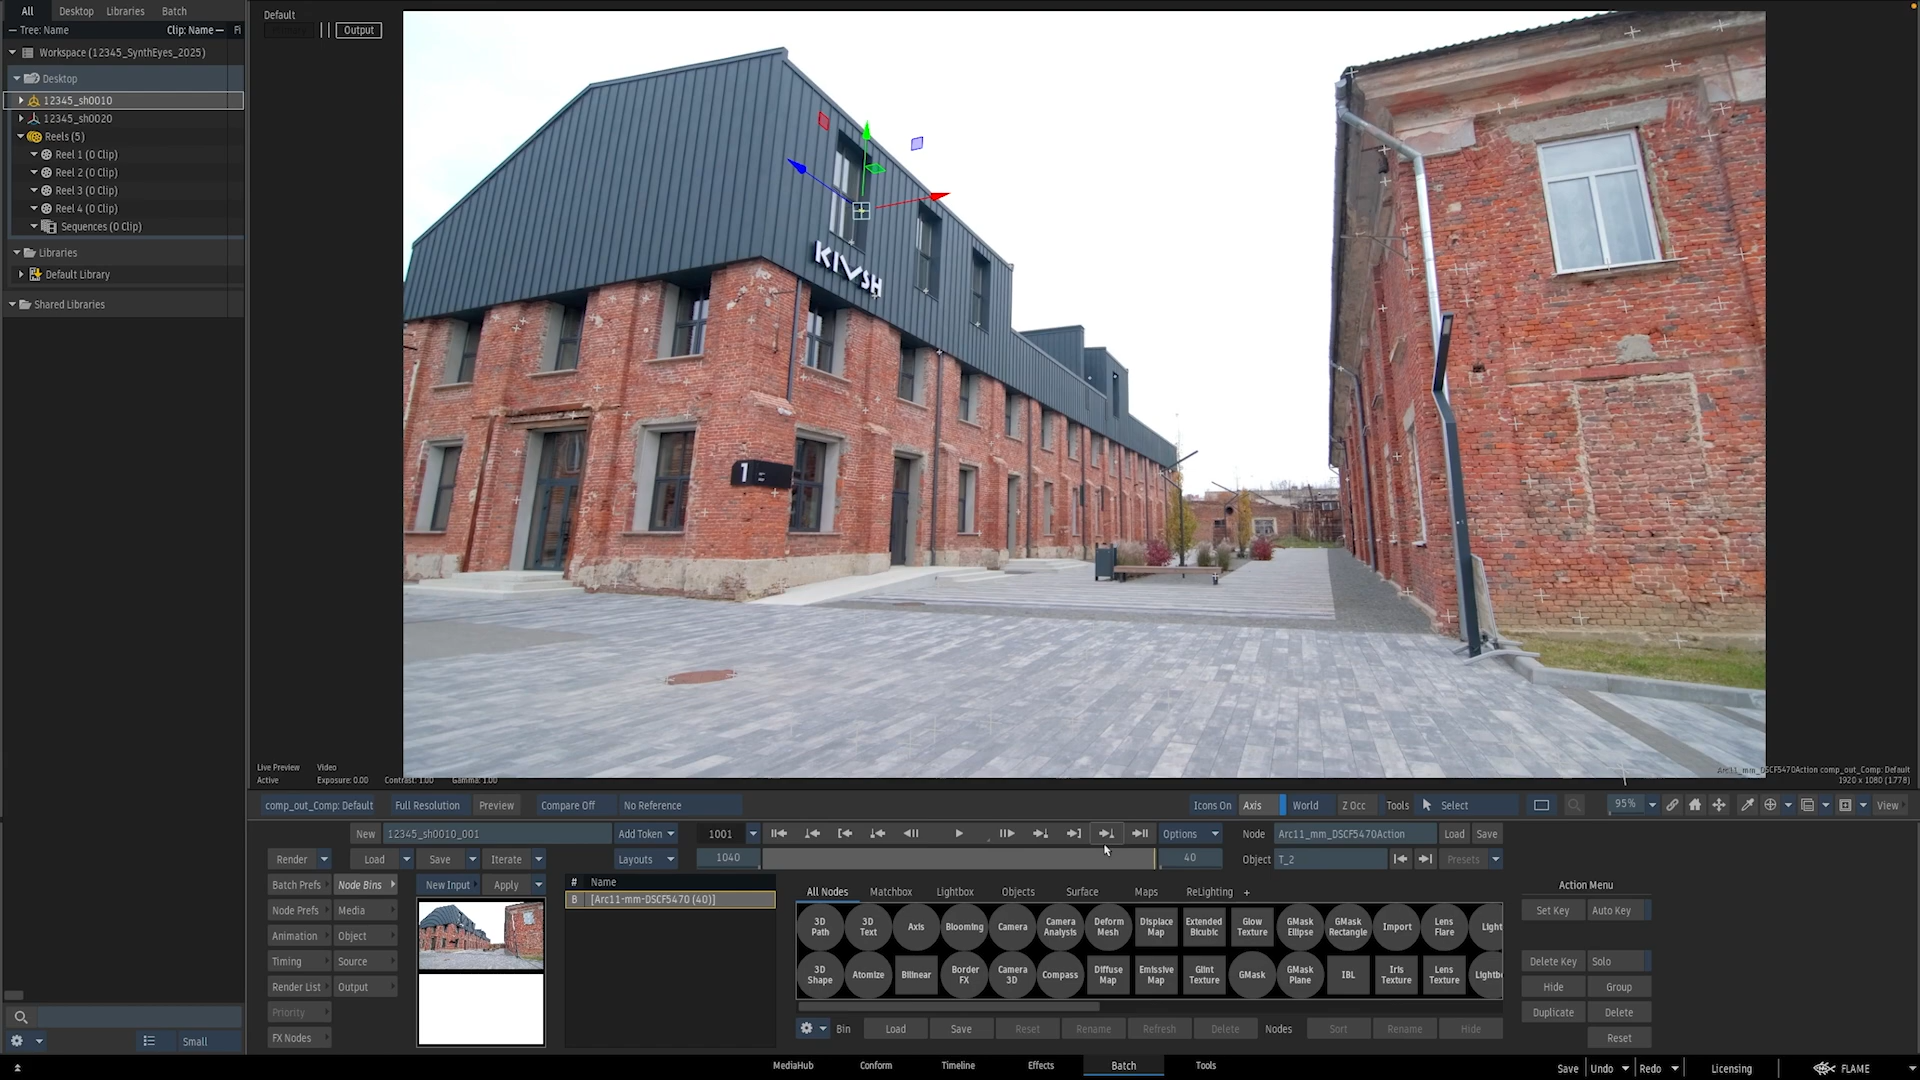 All Desktop Libraries Batch
Tree: Name Clip: Name Fi
Workspace (12345_SynthEyes_2025)
Desktop
12345_sh0010
12345_sh0020
Reels (5)
Reel 1 (0 Clip)
Reel 2 (0 Clip)
Reel 3 (0 Clip)
Reel 4 (0 Clip)
Sequences (0 Clip)
Libraries
Default Library
Shared Libraries
Small
Default
Output
KIVSH
1
Live Preview Video
Active Exposure: 0.00 Contrast: 1.00 Gamma: 1.00
Arc11_mm_DSCF5470Action comp_out_Comp: Default
1920 x 1080 (1.778)
comp_out_Comp: Default Full Resolution Preview Compare Off No Reference Icons On Axis World Z Occ Tools Select 95% View
New 12345_sh0010_001 Add Token 1001 Options Node Arc11_mm_DSCF5470Action Load Save
Render Load Save Iterate Layouts 1040 40 Object T_2 Presets
Batch Prefs Node Bins New Input Apply
Node Prefs Media
Animation Object
Timing Source
Render List Output
Priority
FX Nodes
# Name
B [Arc11-mm-DSCF5470 (40)]
All Nodes Matchbox Lightbox Objects Surface Maps ReLighting +
3D Path 3D Text Axis Blooming Camera Camera Analysis Deform Mesh Displace Map Extended Bicubic Glow Texture GMask Ellipse GMask Rectangle Import Lens Flare Light
3D Shape Atomize Bilinear Border FX Camera 3D Compass Diffuse Map Emissive Map Glint Texture GMask GMask Plane IBL Iris Texture Lens Texture Lightb
Bin Load Save Reset Rename Refresh Delete Nodes Sort Rename Hide
Action Menu
Set Key Auto Key
Delete Key Solo
Hide Group
Duplicate Delete
Reset
MediaHub Conform Timeline Effects Batch Tools
Save Undo Redo Licensing FLAME